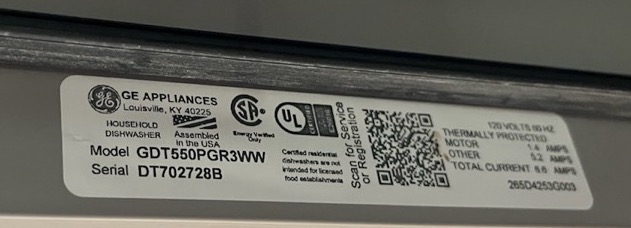 GE APPLIANCES
Louisville, KY 40225
HOUSEHOLD
DISHWASHER
Assembled
in the USA
Model GDT550PGR3WW
Serial DT702728B
SA
Energy Verified
Only
UL
Certified residential
dishwashers are not
intended for licensed
food establishments
Scan for Service
or Registration
120 VOLTS 60 HZ
THERMALLY PROTECTED
MOTOR 1.4 AMPS
OTHER 5.2 AMPS
TOTAL CURRENT 6.6 AMPS
265D4253G003